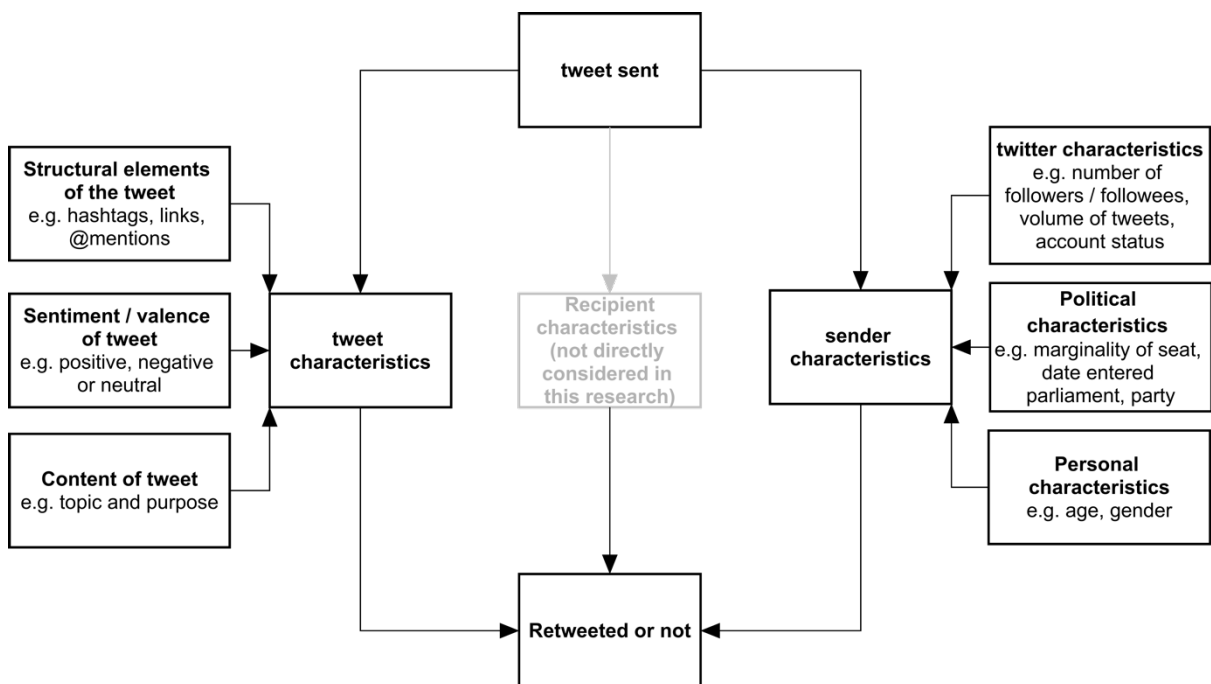 tweet sent
Structural elements
of the tweet
e.g. hashtags, links,
@mentions
Sentiment / valence
of tweet
e.g. positive, negative
or neutral
Content of tweet
e.g. topic and purpose
tweet
characteristics
Recipient
characteristics
(not directly
considered in
this research)
sender
characteristics
twitter characteristics
e.g. number of
followers / followees,
volume of tweets,
account status
Political
characteristics
e.g. marginality of seat,
date entered
parliament, party
Personal
characteristics
e.g. age, gender
Retweeted or not